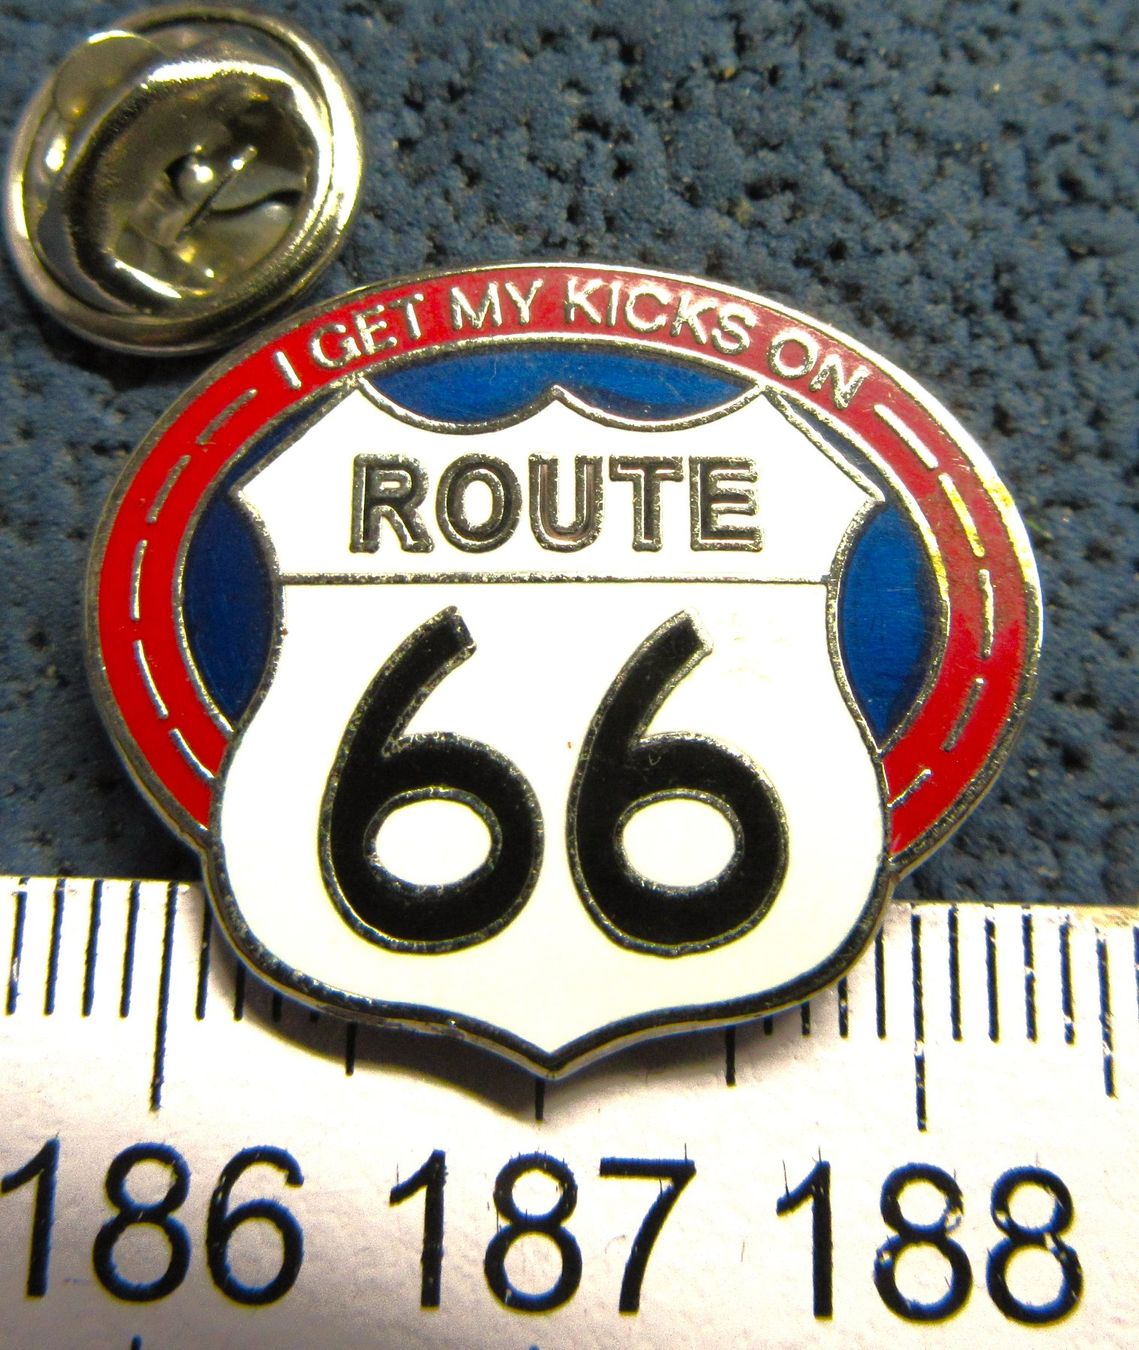 I GET MY KICKS ON
ROUTE
66
186 187 188